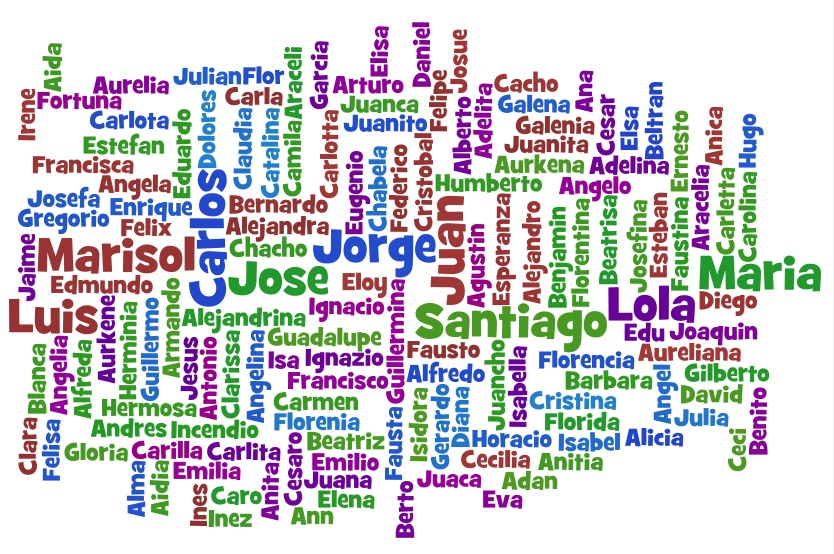 Aida
Irene
Fortuna
Aurelia
Julian
Flor
Araceli
Garcia
Elisa
Daniel
Josue
Arturo
Felipe
Cacho
Ana
Carlota
Carla
Juanca
Juanito
Alberto
Adelita
Galena
Galenia
Cesar
Elsa
Beltran
Anica
Hugo
Estefan
Eduardo
Dolores
Claudia
Catalina
Camila
Carlotta
Juanita
Aurkena
Adelina
Ernesto
Francisca
Angela
Eugenio
Chabela
Federico
Cristobal
Humberto
Angelo
Josefa
Gregorio
Enrique
Felix
Carlos
Bernardo
Alejandra
Chacho
Jorge
Juan
Agustin
Esperanza
Alejandro
Benjamin
Florentina
Beatrisa
Josefina
Esteban
Faustina
Aracelia
Carletta
Carolina
Jaime
Marisol
Jose
Eloy
Maria
Edmundo
Luis
Aurkene
Herminia
Guillermo
Armando
Alejandrina
Ignacio
Guillermina
Santiago
Lola
Diego
Edu
Joaquin
Blanca
Angelia
Alfreda
Jesus
Antonio
Clarissa
Angelina
Guadalupe
Isa
Ignazio
Francisco
Fausto
Alfredo
Juancho
Isabella
Florencia
Aureliana
Barbara
Angel
Gilberto
David
Hermosa
Carmen
Florenia
Cristina
Florida
Julia
Benito
Andres
Incendio
Beatriz
Fausta
Isidora
Gerardo
Diana
Horacio
Isabel
Alicia
Ceci
Clara
Felisa
Gloria
Carilla
Carlita
Cesaro
Emilio
Cecilia
Anitia
Alma
Aidia
Emilia
Anita
Juana
Juaca
Adan
Ines
Caro
Inez
Elena
Ann
Berto
Eva